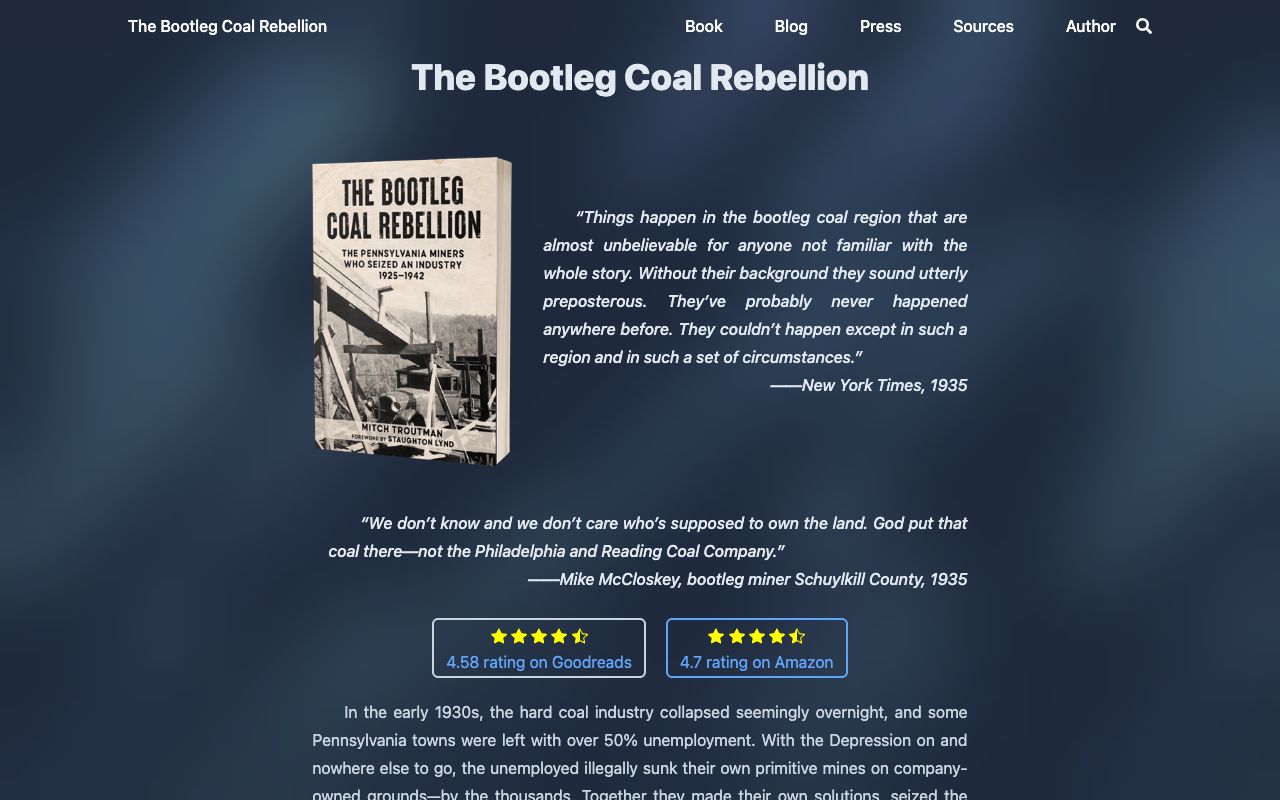 The Bootleg Coal Rebellion
Book
Blog
Press
Sources
Author
The Bootleg Coal Rebellion
THE BOOTLEG
COAL REBELLION
THE PENNSYLVANIA MINERS
WHO SEIZED AN INDUSTRY
1925–1942
MITCH TROUTMAN
FOREWORD BY STAUGHTON LYND
“Things happen in the bootleg coal region that are
almost unbelievable for anyone not familiar with the
whole story. Without their background they sound utterly
preposterous. They’ve probably never happened
anywhere before. They couldn’t happen except in such a
region and in such a set of circumstances.”
——New York Times, 1935
“We don’t know and we don’t care who’s supposed to own the land. God put that
coal there—not the Philadelphia and Reading Coal Company.”
——Mike McCloskey, bootleg miner Schuylkill County, 1935
4.58 rating on Goodreads
4.7 rating on Amazon
In the early 1930s, the hard coal industry collapsed seemingly overnight, and some
Pennsylvania towns were left with over 50% unemployment. With the Depression on and
nowhere else to go, the unemployed illegally sunk their own primitive mines on company-
owned grounds—by the thousands. Together they made their own solutions, seized the